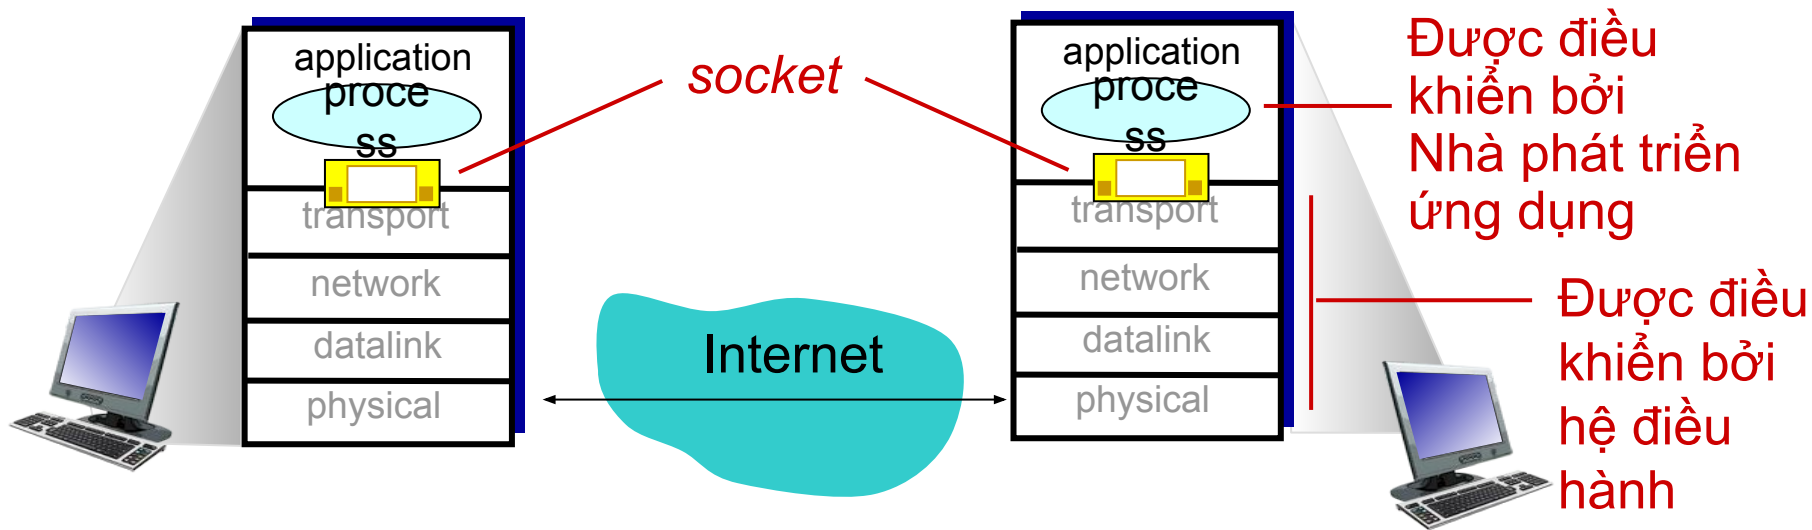 application
proce
ss
transport
network
datalink
physical
socket
Internet
application
proce
ss
transport
network
datalink
physical
Được điều
khiển bởi
Nhà phát triển
ứng dụng
Được điều
khiển bởi
hệ điều
hành